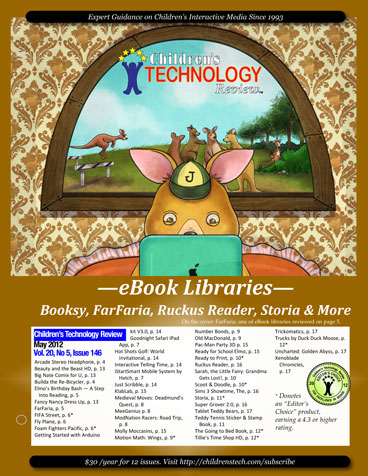 Expert Guidance on Children's Interactive Media Since 1993
Children's
TECHNOLOGY
Review
J
—eBook Libraries—
Booksy, FarFaria, Ruckus Reader, Storia & More
On the cover: FarFaria, one of eBook libraries reviewed on page 5
Children's Technology Review
May 2012
Vol. 20, No 5, Issue 146
Arcade Stereo Headphone, p. 4
Beauty and the Beast HD, p. 13
Big Nate Comix for U, p. 13
Builda the Re-Bicycler, p. 4
Elmo's Birthday Bash — A Step
Into Reading, p. 5
Fancy Nancy Dress Up, p. 13
FarFaria, p. 5
FIFA Street, p. 6*
Fly Plane, p. 6
Foam Fighters Pacific, p. 6*
Getting Started with Arduino
kit V3.0, p. 14
Goodnight Safari iPad
App, p. 7
Hot Shots Golf: World
Invitational, p. 14
Interactive Telling Time, p. 14
iStartSmart Mobile System by
Hatch, p. 7
Just Scribble, p. 14
KlabLab, p. 15
Medieval Moves: Deadmund's
Quest, p. 8
MeeGenius p. 8
ModNation Racers: Road Trip,
p. 8
Molly Moccasins, p. 15
Motion Math: Wings, p. 9*
Number Bonds, p. 9
Old MacDonald, p. 9
Pac-Man Party 3D p. 15
Ready for School Elmo, p. 15
Ready to Print, p. 10*
Ruckus Reader, p. 16
Sarah, the Little Fairy: Grandma
Gets Lost!, p. 10
Scoot & Doodle, p. 10*
Sims 3 Showtime, The, p. 16
Storia, p. 11*
Super Grover 2.0, p. 16
Tablet Teddy Bears, p. 17
Teddy Tennis Sticker & Stamp
Book, p. 11
The Going to Bed Book, p. 12*
Tillie's Time Shop HD, p. 12*
Trickomatics, p. 17
Trucks by Duck Duck Moose, p.
12*
Uncharted: Golden Abyss, p. 17
Xenoblade
Chronicles,
p. 17
* Denotes
an "Editor's
Choice" product,
earning a 4.3 or higher
rating.
$30 /year for 12 issues. Visit http://childrenstech.com/subscribe